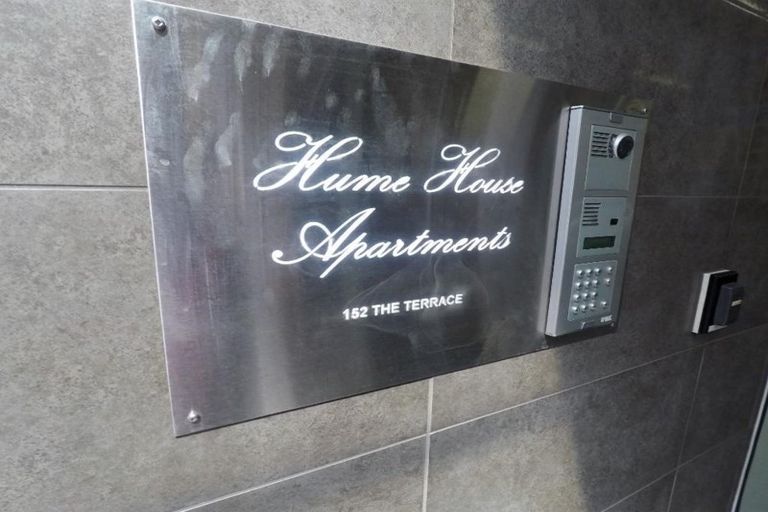 Hume House
Apartments
152 THE TERRACE